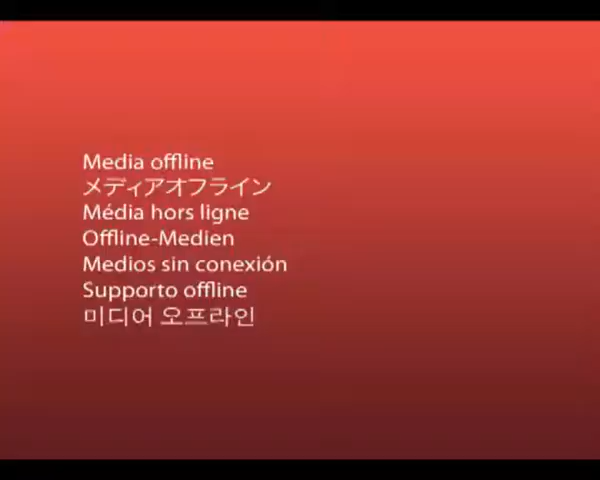 Media offline
メディアオフライン
Média hors ligne
Offline-Medien
Medios sin conexión
Supporto offline
미디어 오프라인